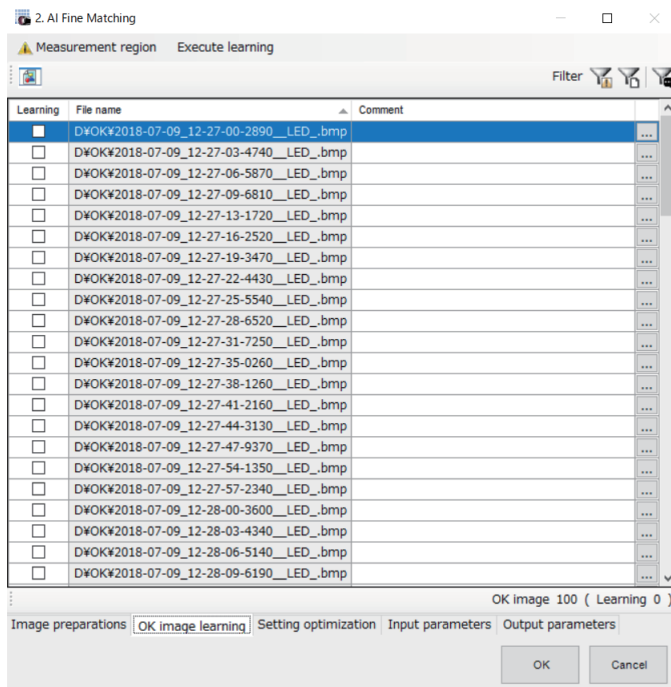 2. AI Fine Matching
Measurement region Execute learning
Filter
Learning File name Comment
D¥OK¥2018-07-09_12-27-00-2890__LED_.bmp ...
D¥OK¥2018-07-09_12-27-03-4740__LED_.bmp ...
D¥OK¥2018-07-09_12-27-06-5870__LED_.bmp ...
D¥OK¥2018-07-09_12-27-09-6810__LED_.bmp ...
D¥OK¥2018-07-09_12-27-13-1720__LED_.bmp ...
D¥OK¥2018-07-09_12-27-16-2520__LED_.bmp ...
D¥OK¥2018-07-09_12-27-19-3470__LED_.bmp ...
D¥OK¥2018-07-09_12-27-22-4430__LED_.bmp ...
D¥OK¥2018-07-09_12-27-25-5540__LED_.bmp ...
D¥OK¥2018-07-09_12-27-28-6520__LED_.bmp ...
D¥OK¥2018-07-09_12-27-31-7250__LED_.bmp ...
D¥OK¥2018-07-09_12-27-35-0260__LED_.bmp ...
D¥OK¥2018-07-09_12-27-38-1260__LED_.bmp ...
D¥OK¥2018-07-09_12-27-41-2160__LED_.bmp ...
D¥OK¥2018-07-09_12-27-44-3130__LED_.bmp ...
D¥OK¥2018-07-09_12-27-47-9370__LED_.bmp ...
D¥OK¥2018-07-09_12-27-54-1350__LED_.bmp ...
D¥OK¥2018-07-09_12-27-57-2340__LED_.bmp ...
D¥OK¥2018-07-09_12-28-00-3600__LED_.bmp ...
D¥OK¥2018-07-09_12-28-03-4340__LED_.bmp ...
D¥OK¥2018-07-09_12-28-06-5140__LED_.bmp ...
D¥OK¥2018-07-09_12-28-09-6190__LED_.bmp ...
OK image 100 ( Learning 0 )
Image preparations OK image learning Setting optimization Input parameters Output parameters
OK Cancel